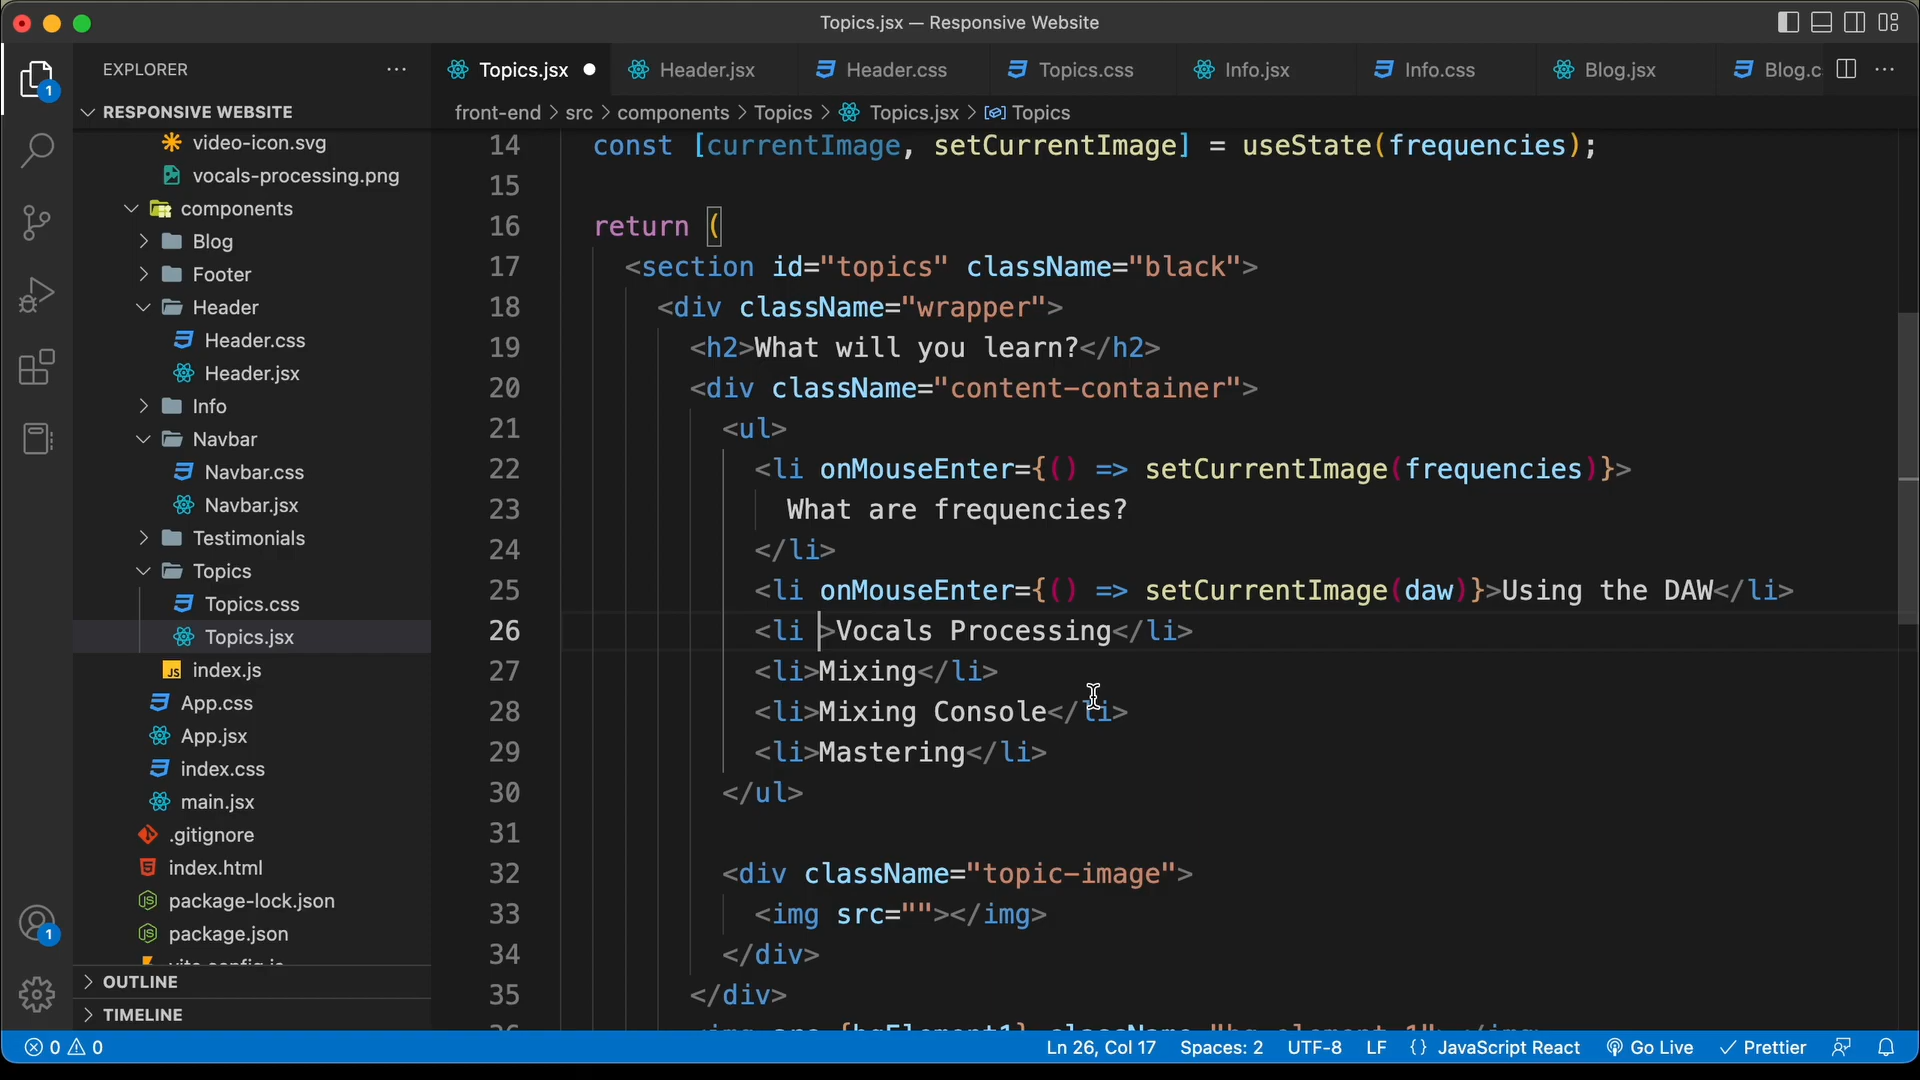 Topics.jsx — Responsive Website
EXPLORER
RESPONSIVE WEBSITE
video-icon.svg
vocals-processing.png
components
Blog
Footer
Header
Header.css
Header.jsx
Info
Navbar
Navbar.css
Navbar.jsx
Testimonials
Topics
Topics.css
Topics.jsx
JS index.js
App.css
App.jsx
index.css
main.jsx
.gitignore
index.html
package-lock.json
package.json
OUTLINE
TIMELINE
1
1
Topics.jsx
Header.jsx
Header.css
Topics.css
Info.jsx
Info.css
Blog.jsx
Blog.c
front-end > src > components > Topics > Topics.jsx > Topics
14 const [currentImage, setCurrentImage] = useState(frequencies);
15
16 return (
17 <section id="topics" className="black">
18 <div className="wrapper">
19 <h2>What will you learn?</h2>
20 <div className="content-container">
21 <ul>
22 <li onMouseEnter={() => setCurrentImage(frequencies)}>
23 What are frequencies?
24 </li>
25 <li onMouseEnter={() => setCurrentImage(daw)}>Using the DAW</li>
26 <li >Vocals Processing</li>
27 <li>Mixing</li>
28 <li>Mixing Console</li>
29 <li>Mastering</li>
30 </ul>
31
32 <div className="topic-image">
33 <img src=""></img>
34 </div>
35 </div>
0 0
Ln 26, Col 17 Spaces: 2 UTF-8 LF {} JavaScript React Go Live Prettier